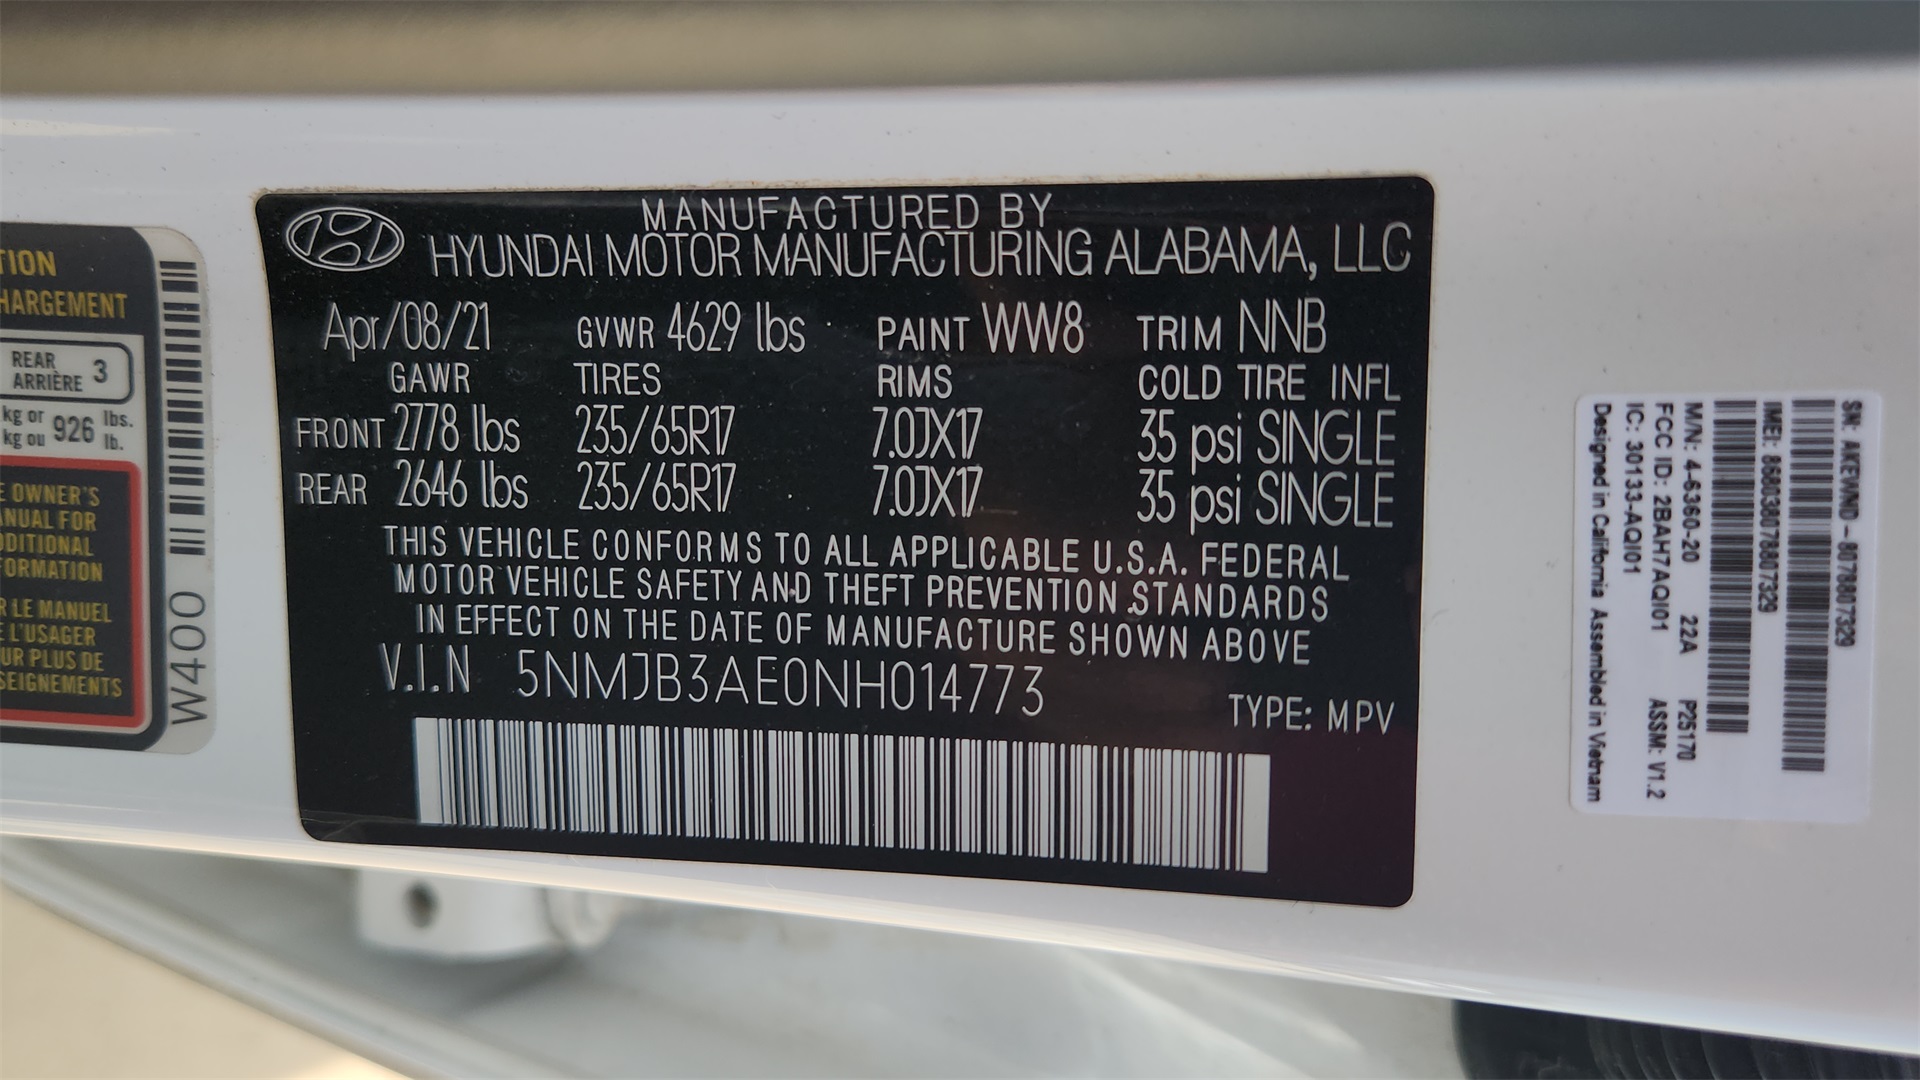 TION
HARGEMENT
REAR
ARRIÈRE 3
kg or
kg ou 926 lbs.
lb.
E OWNER'S
ANUAL FOR
DDITIONAL
FORMATION
R LE MANUEL
E L'USAGER
UR PLUS DE
SEIGNEMENTS
W400
MANUFACTURED BY
HYUNDAI MOTOR MANUFACTURING ALABAMA, LLC
Apr/08/21 GVWR 4629 lbs PAINT WW8 TRIM NNB
GAWR TIRES RIMS COLD TIRE INFL
FRONT 2778 lbs 235/65R17 7.0JX17 35 psi SINGLE
REAR 2646 lbs 235/65R17 7.0JX17 35 psi SINGLE
THIS VEHICLE CONFORMS TO ALL APPLICABLE U.S.A. FEDERAL
MOTOR VEHICLE SAFETY AND THEFT PREVENTION STANDARDS
IN EFFECT ON THE DATE OF MANUFACTURE SHOWN ABOVE
V.I.N 5NMJB3AE0NH014773
TYPE: MPV
SN: AKEVND-80788017329
IMEI: 868038078807329
M/N: 4-6360-20 22A P25170
FCC ID: 2BAH7AQI01 ASSM: V1.2
IC: 30133-AQI01
Designed in California Assembled in Vietnam